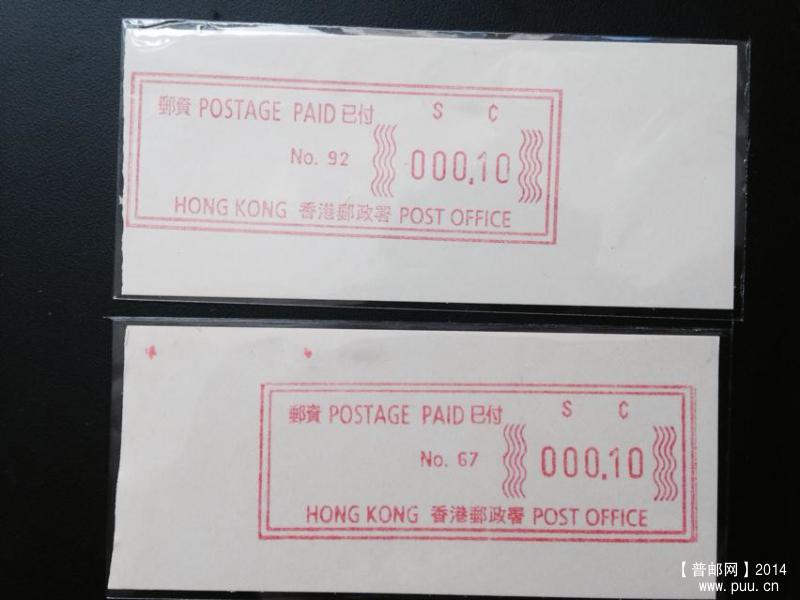 郵資 POSTAGE PAID 已付 S C
No. 92 000.10
HONG KONG 香港郵政署 POST OFFICE
郵資 POSTAGE PAID 已付 S C
No. 67 000.10
HONG KONG 香港郵政署 POST OFFICE
【普邮网】2014
www.puu.cn